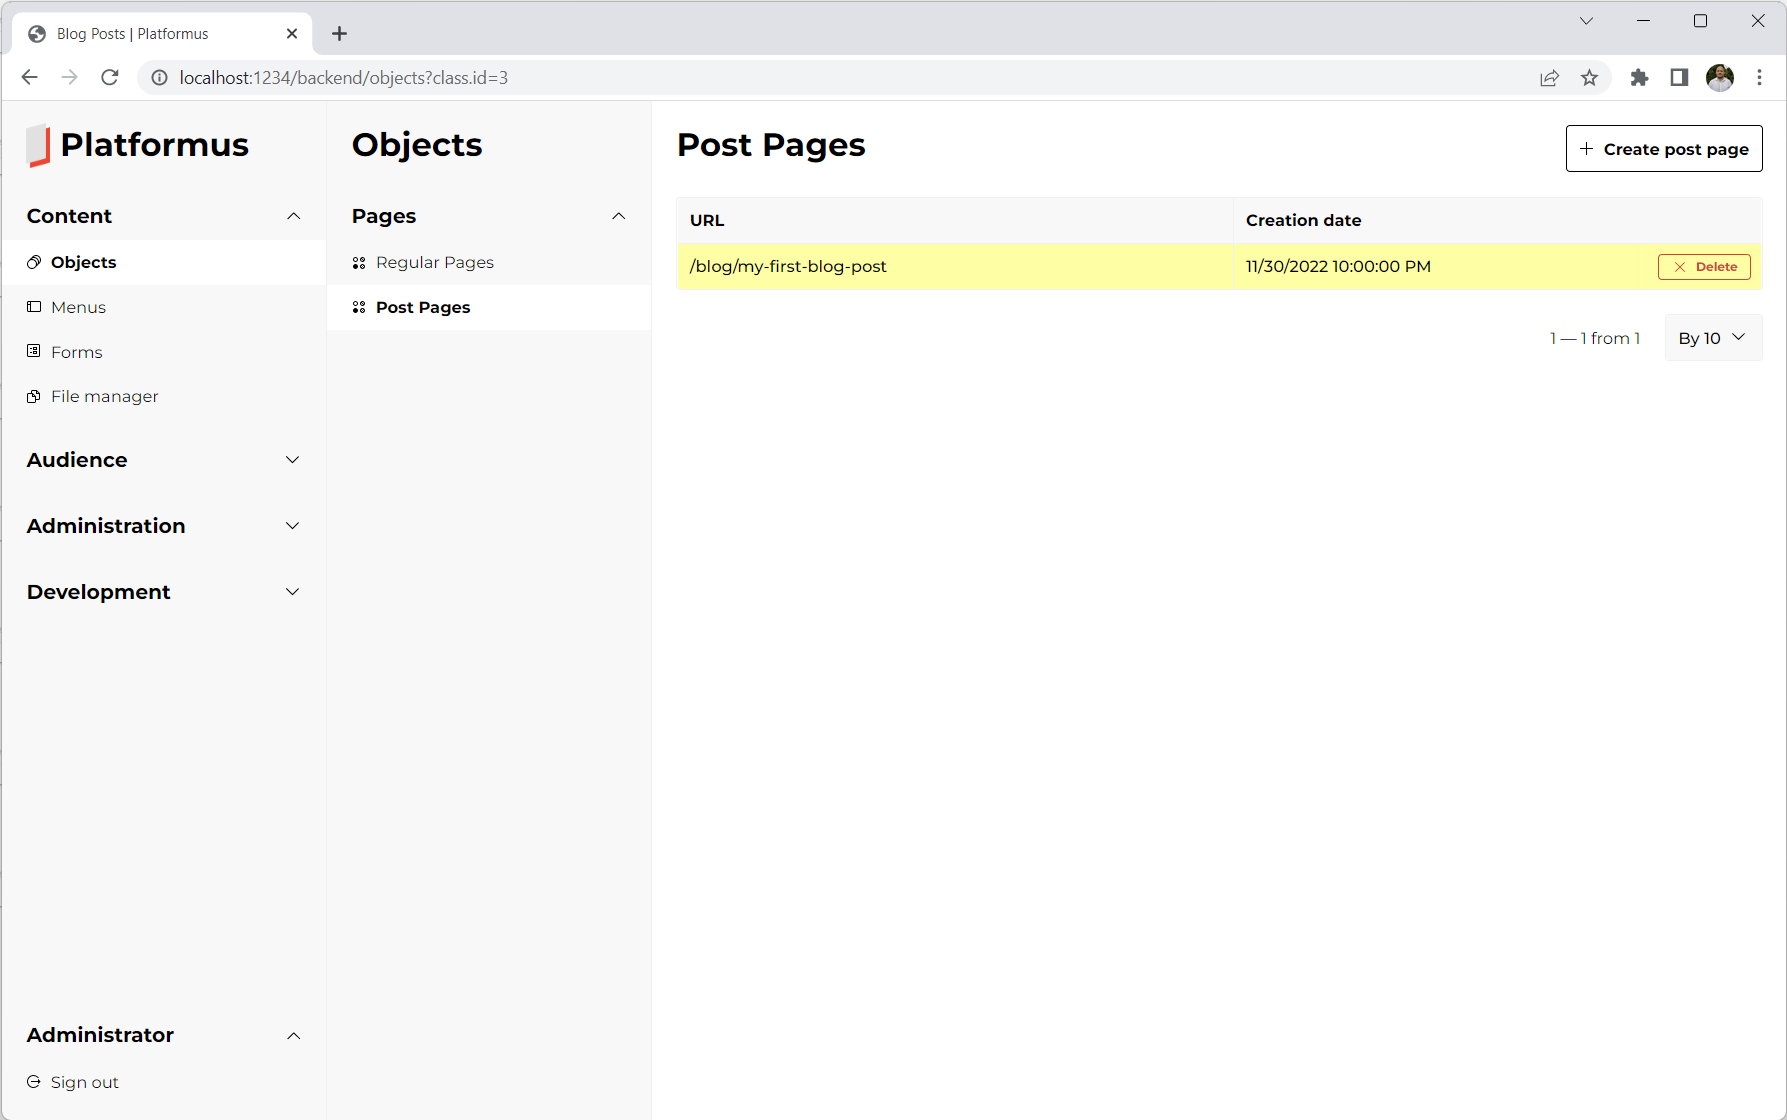 Blog Posts | Platformus
localhost:1234/backend/objects?class.id=3
Platformus
Content
Objects
Menus
Forms
File manager
Audience
Administration
Development
Administrator
Sign out
Objects
Pages
Regular Pages
Post Pages
Post Pages
Create post page
URL Creation date
/blog/my-first-blog-post 11/30/2022 10:00:00 PM Delete
1 — 1 from 1 By 10